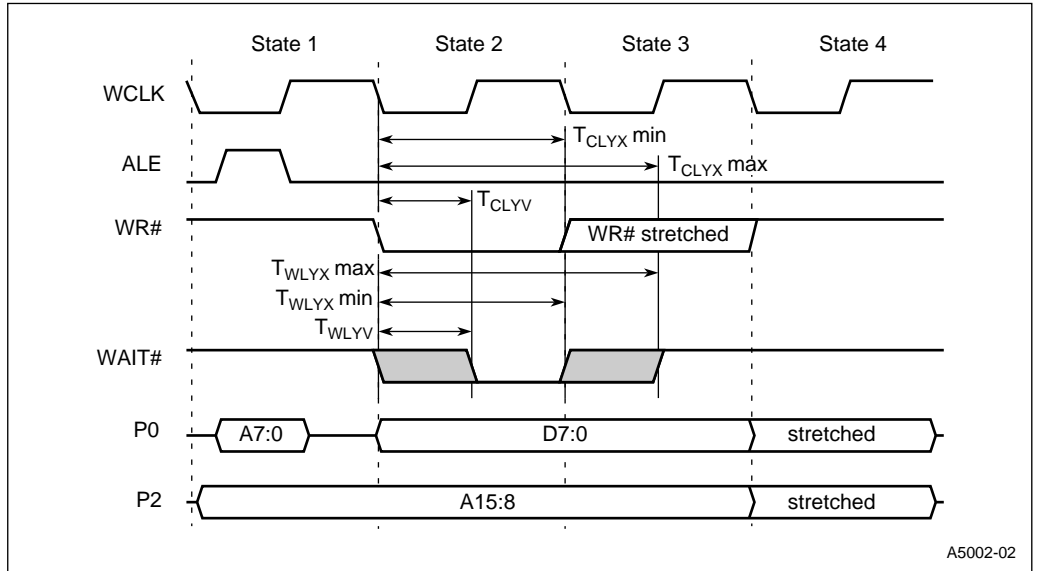 State 1 State 2 State 3 State 4
WCLK
T_CLYX min
ALE
T_CLYX max
T_CLYV
WR#
WR# stretched
T_WLYX max
T_WLYX min
T_WLYV
WAIT#
P0 A7:0 D7:0 stretched
P2 A15:8 stretched
A5002-02